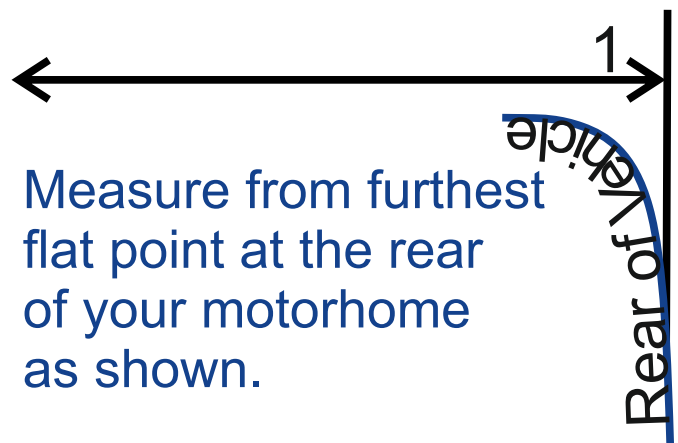 1
Rear of Vehicle
Measure from furthest
flat point at the rear
of your motorhome
as shown.